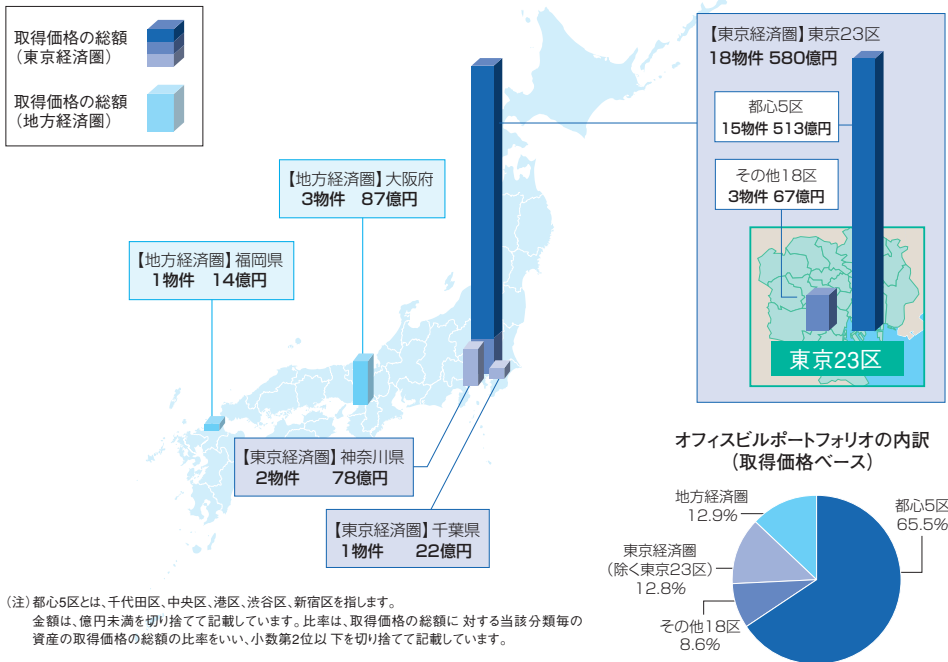 取得価格の総額
（東京経済圏）
取得価格の総額
（地方経済圏）
【東京経済圏】東京23区
18物件 580億円
都心5区
15物件 513億円
その他18区
3物件 67億円
東京23区
【地方経済圏】大阪府
3物件 87億円
【地方経済圏】福岡県
1物件 14億円
【東京経済圏】神奈川県
2物件 78億円
【東京経済圏】千葉県
1物件 22億円
オフィスビルポートフォリオの内訳
（取得価格ベース）
地方経済圏
12.9%
都心5区
65.5%
東京経済圏
（除く東京23区）
12.8%
その他18区
8.6%
（注）都心5区とは、千代田区、中央区、港区、渋谷区、新宿区を指します。
金額は、億円未満を切り捨てて記載しています。比率は、取得価格の総額に 対する当該分類毎の
資産の取得価格の総額の比率をいい、小数第2位以 下を切り捨てて記載しています。